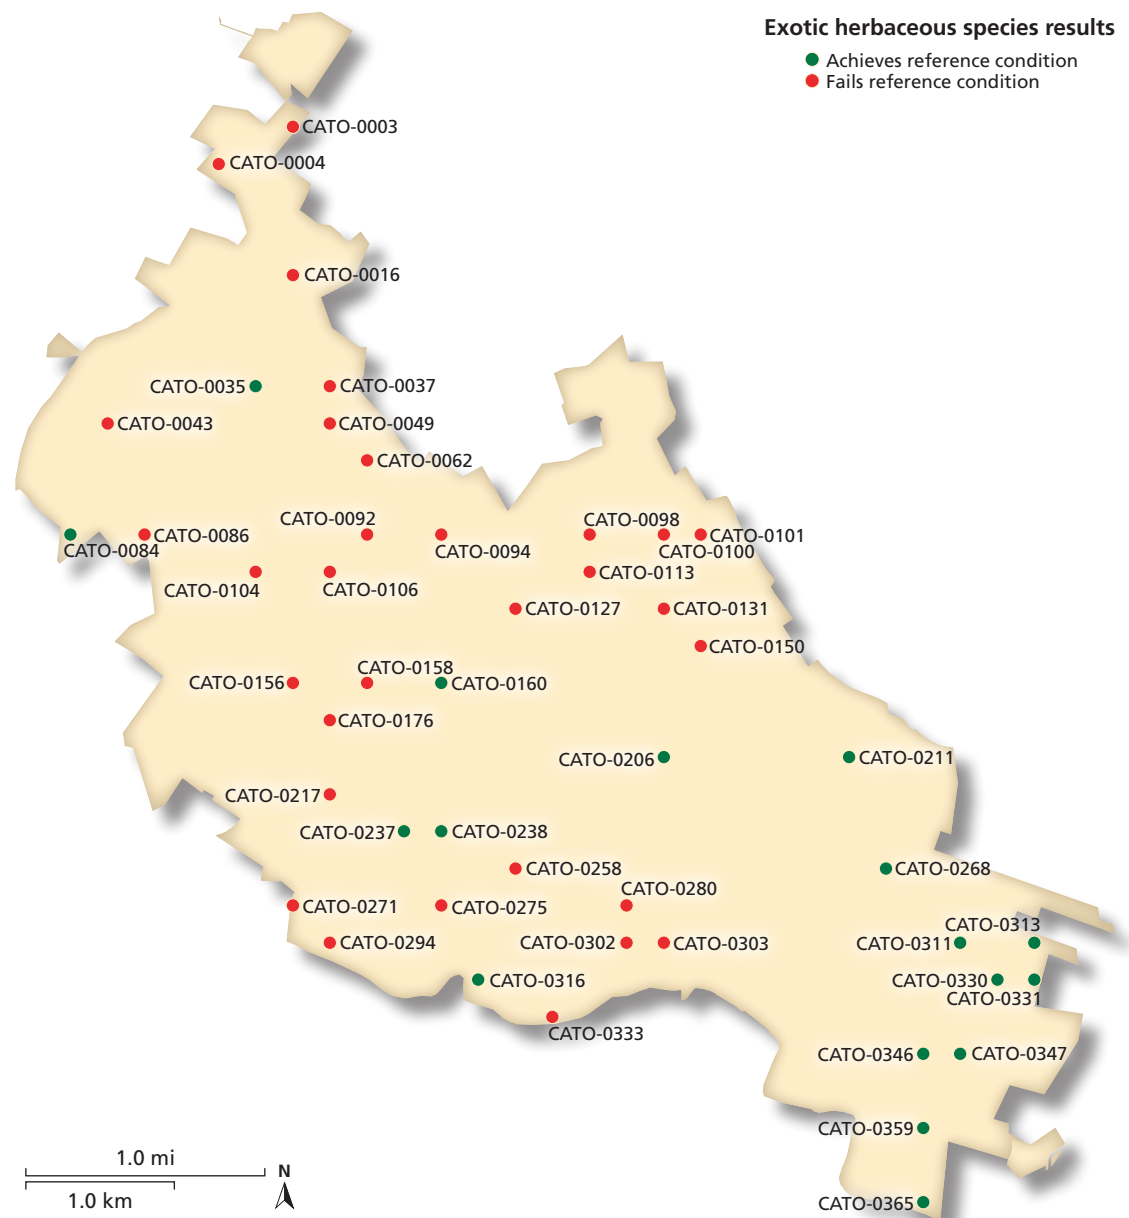 Exotic herbaceous species results
Achieves reference condition
Fails reference condition
CATO-0003
CATO-0004
CATO-0016
CATO-0035
CATO-0037
CATO-0043
CATO-0049
CATO-0062
CATO-0092
CATO-0098
CATO-0086
CATO-0101
CATO-0084
CATO-0094
CATO-0100
CATO-0113
CATO-0104
CATO-0106
CATO-0127
CATO-0131
CATO-0150
CATO-0158
CATO-0156
CATO-0160
CATO-0176
CATO-0206
CATO-0211
CATO-0217
CATO-0237
CATO-0238
CATO-0258
CATO-0268
CATO-0280
CATO-0271
CATO-0275
CATO-0313
CATO-0294
CATO-0302
CATO-0303
CATO-0311
CATO-0316
CATO-0330
CATO-0331
CATO-0333
CATO-0346
CATO-0347
CATO-0359
1.0 mi
N
1.0 km
CATO-0365